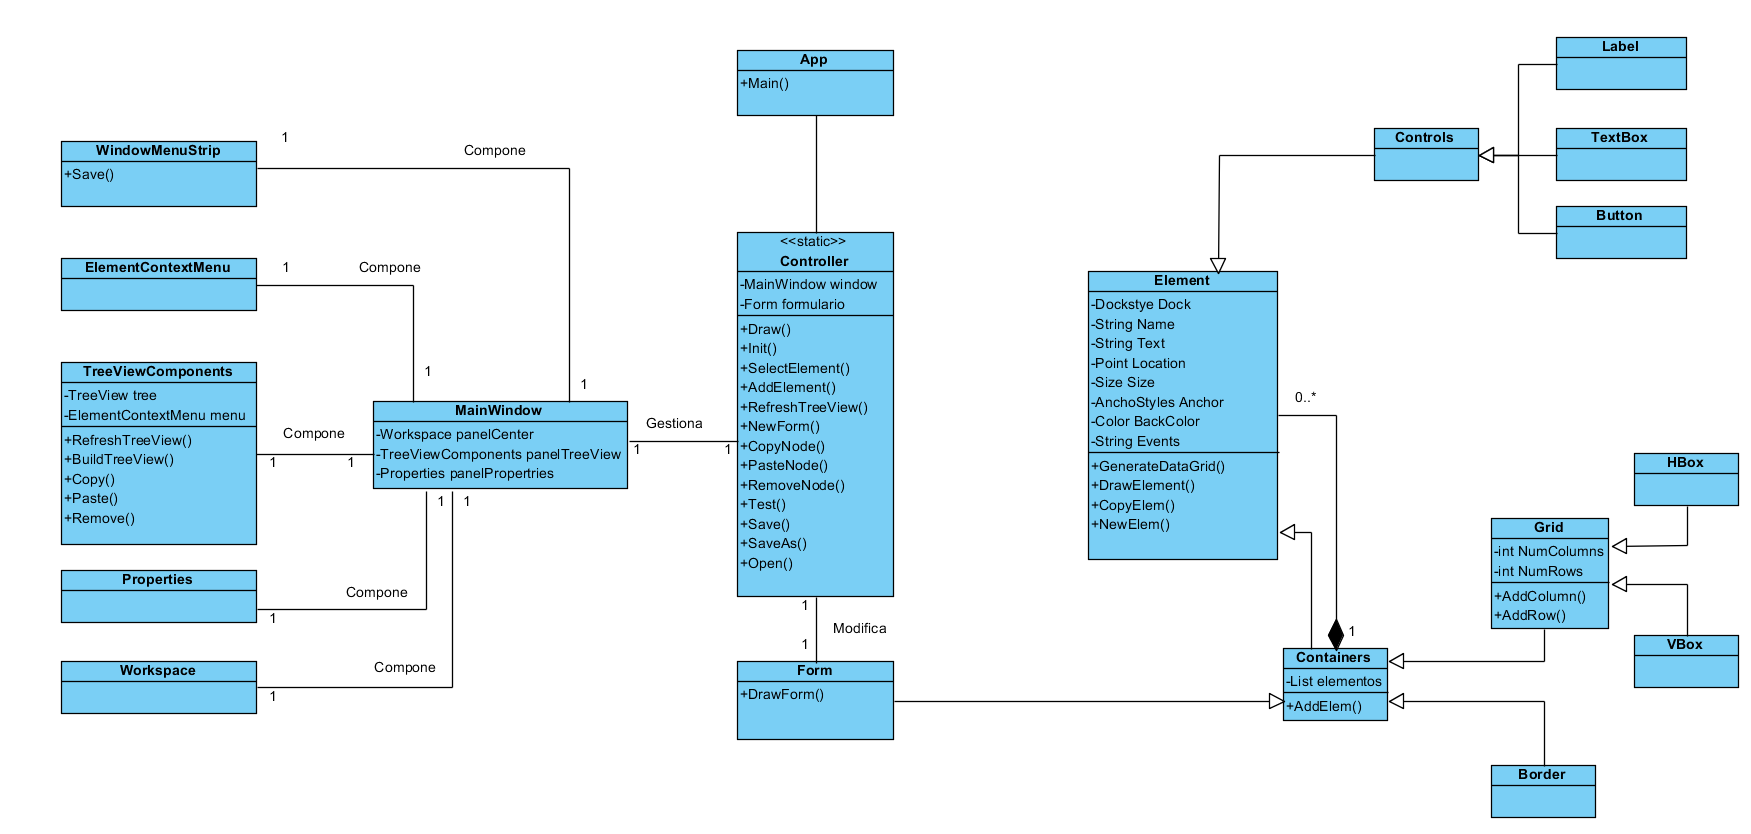 App
+Main()
Label
Controls
TextBox
Button
WindowMenuStrip
+Save()
1
Compone
ElementContextMenu
1
Compone
1
1
TreeViewComponents
-TreeView tree
-ElementContextMenu menu
+RefreshTreeView()
+BuildTreeView()
+Copy()
+Paste()
+Remove()
Compone
1
1
MainWindow
-Workspace panelCenter
-TreeViewComponents panelTreeView
-Properties panelPropertries
1
1
Properties
Compone
1
Workspace
Compone
1
Gestiona
1
1
<<static>>
Controller
-MainWindow window
-Form formulario
+Draw()
+Init()
+SelectElement()
+AddElement()
+RefreshTreeView()
+NewForm()
+CopyNode()
+PasteNode()
+RemoveNode()
+Test()
+Save()
+SaveAs()
+Open()
1
Modifica
1
Form
+DrawForm()
Element
-Dockstye Dock
-String Name
-String Text
-Point Location
-Size Size
-AnchoStyles Anchor
-Color BackColor
-String Events
+GenerateDataGrid()
+DrawElement()
+CopyElem()
+NewElem()
0..*
1
Containers
-List elementos
+AddElem()
Grid
-int NumColumns
-int NumRows
+AddColumn()
+AddRow()
HBox
VBox
Border